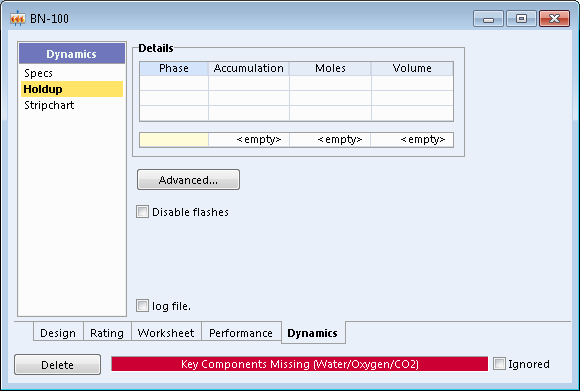 BN-100
Dynamics
Specs
Holdup
Stripchart
Details
Phase Accumulation Moles Volume
<empty> <empty> <empty>
Advanced...
Disable flashes
log file.
Design Rating Worksheet Performance Dynamics
Delete Key Components Missing (Water/Oxygen/CO2) Ignored